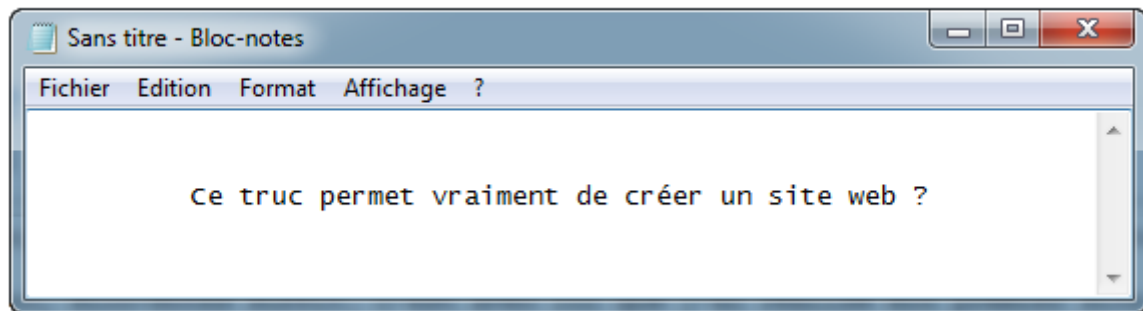 Sans titre - Bloc-notes
Fichier Edition Format Affichage ?
Ce truc permet vraiment de créer un site web ?